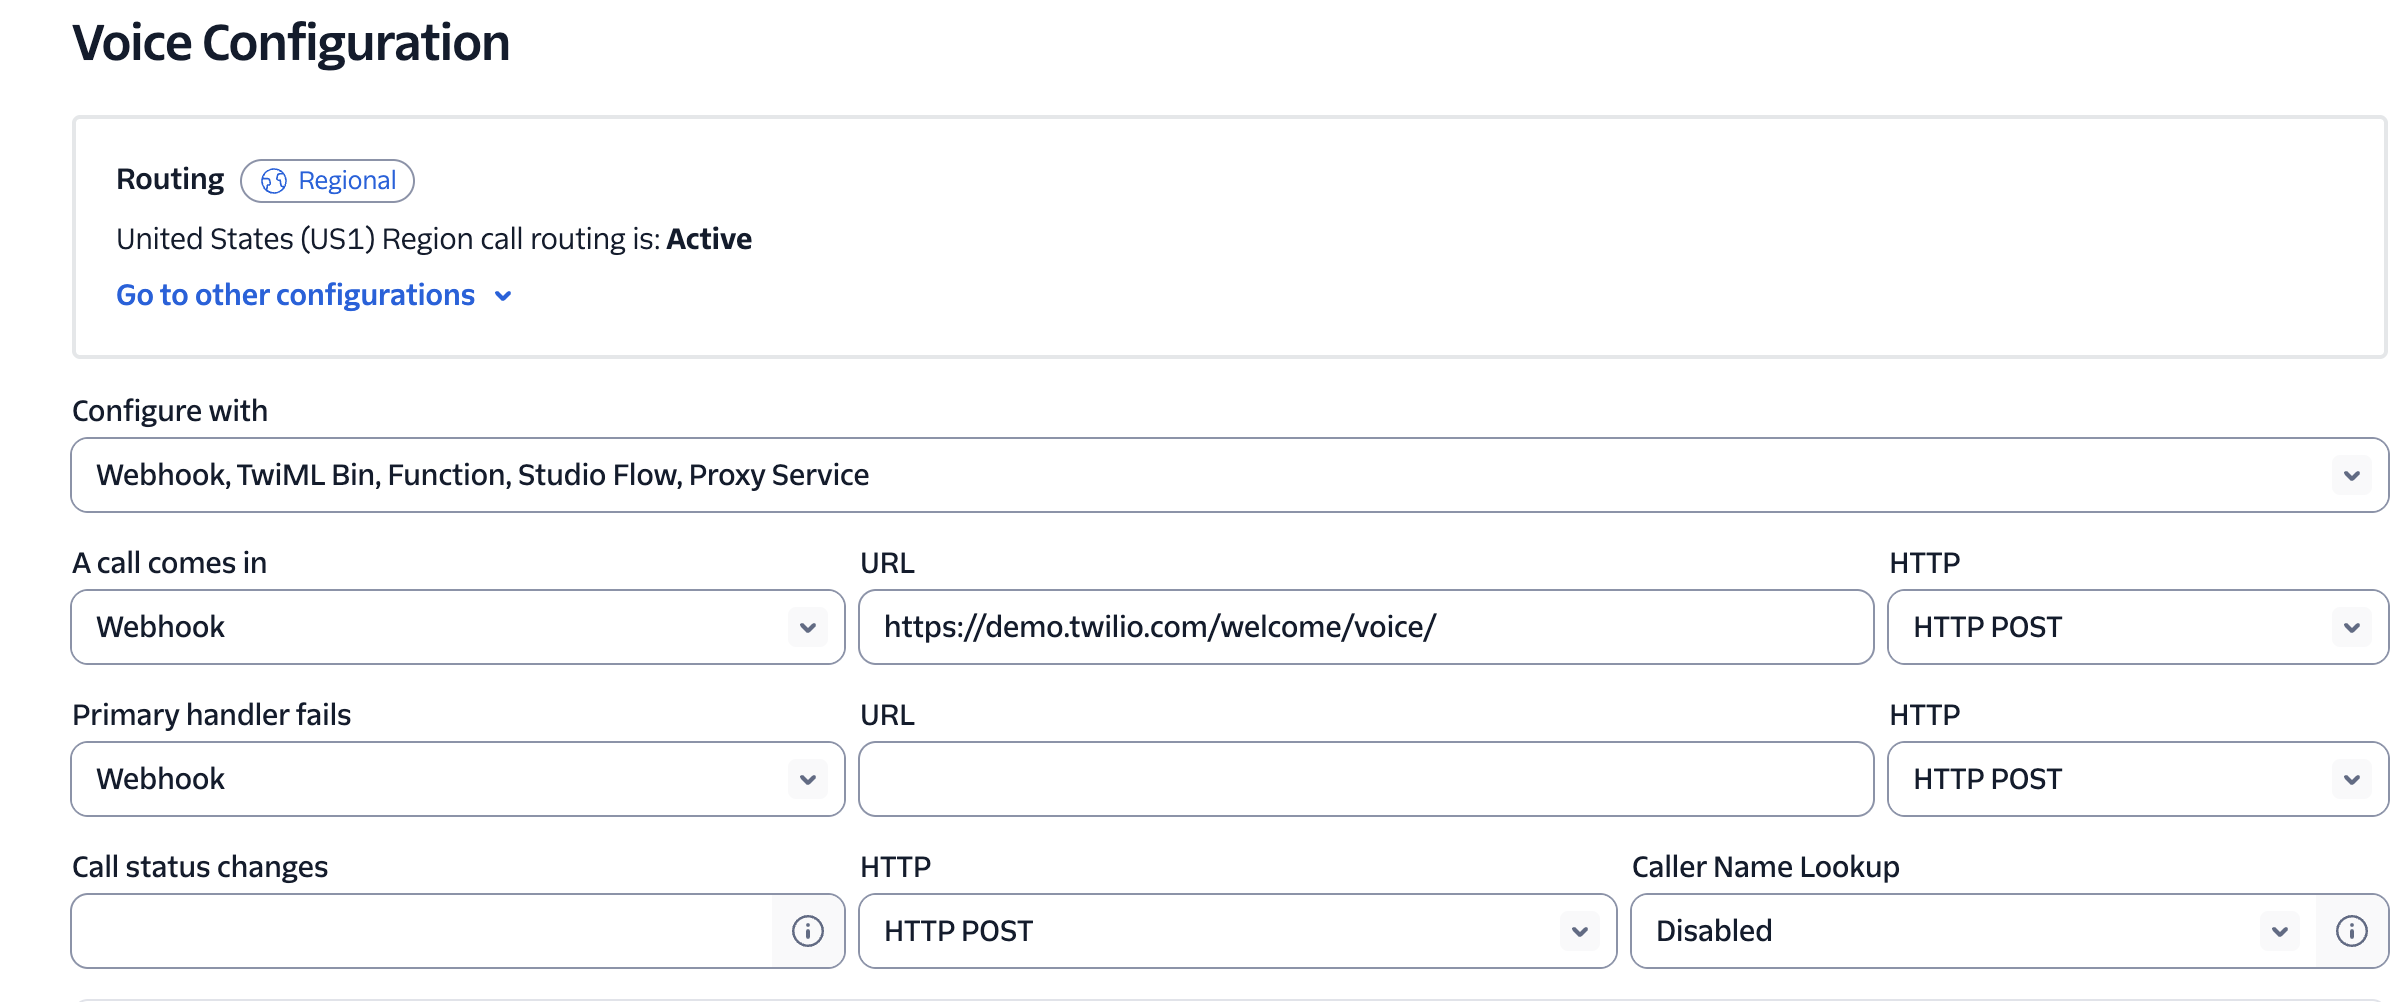 Voice Configuration
Routing Regional
United States (US1) Region call routing is: Active
Go to other configurations
Configure with
Webhook, TwiML Bin, Function, Studio Flow, Proxy Service
A call comes in URL HTTP
Webhook https://demo.twilio.com/welcome/voice/ HTTP POST
Primary handler fails URL HTTP
Webhook HTTP POST
Call status changes HTTP Caller Name Lookup
HTTP POST Disabled